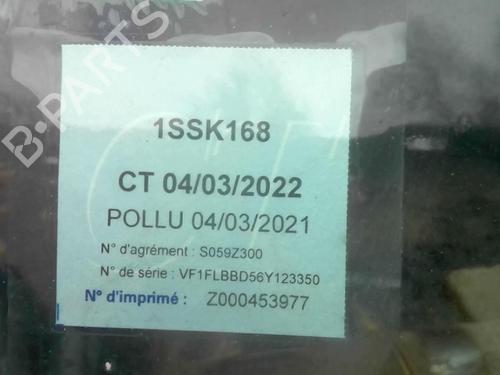 B-PARTS
1SSK168
CT 04/03/2022
POLLU 04/03/2021
N° d'agrément : S059Z300
N° de série : VF1FLBBD56Y123350
N° d'imprimé : Z000453977